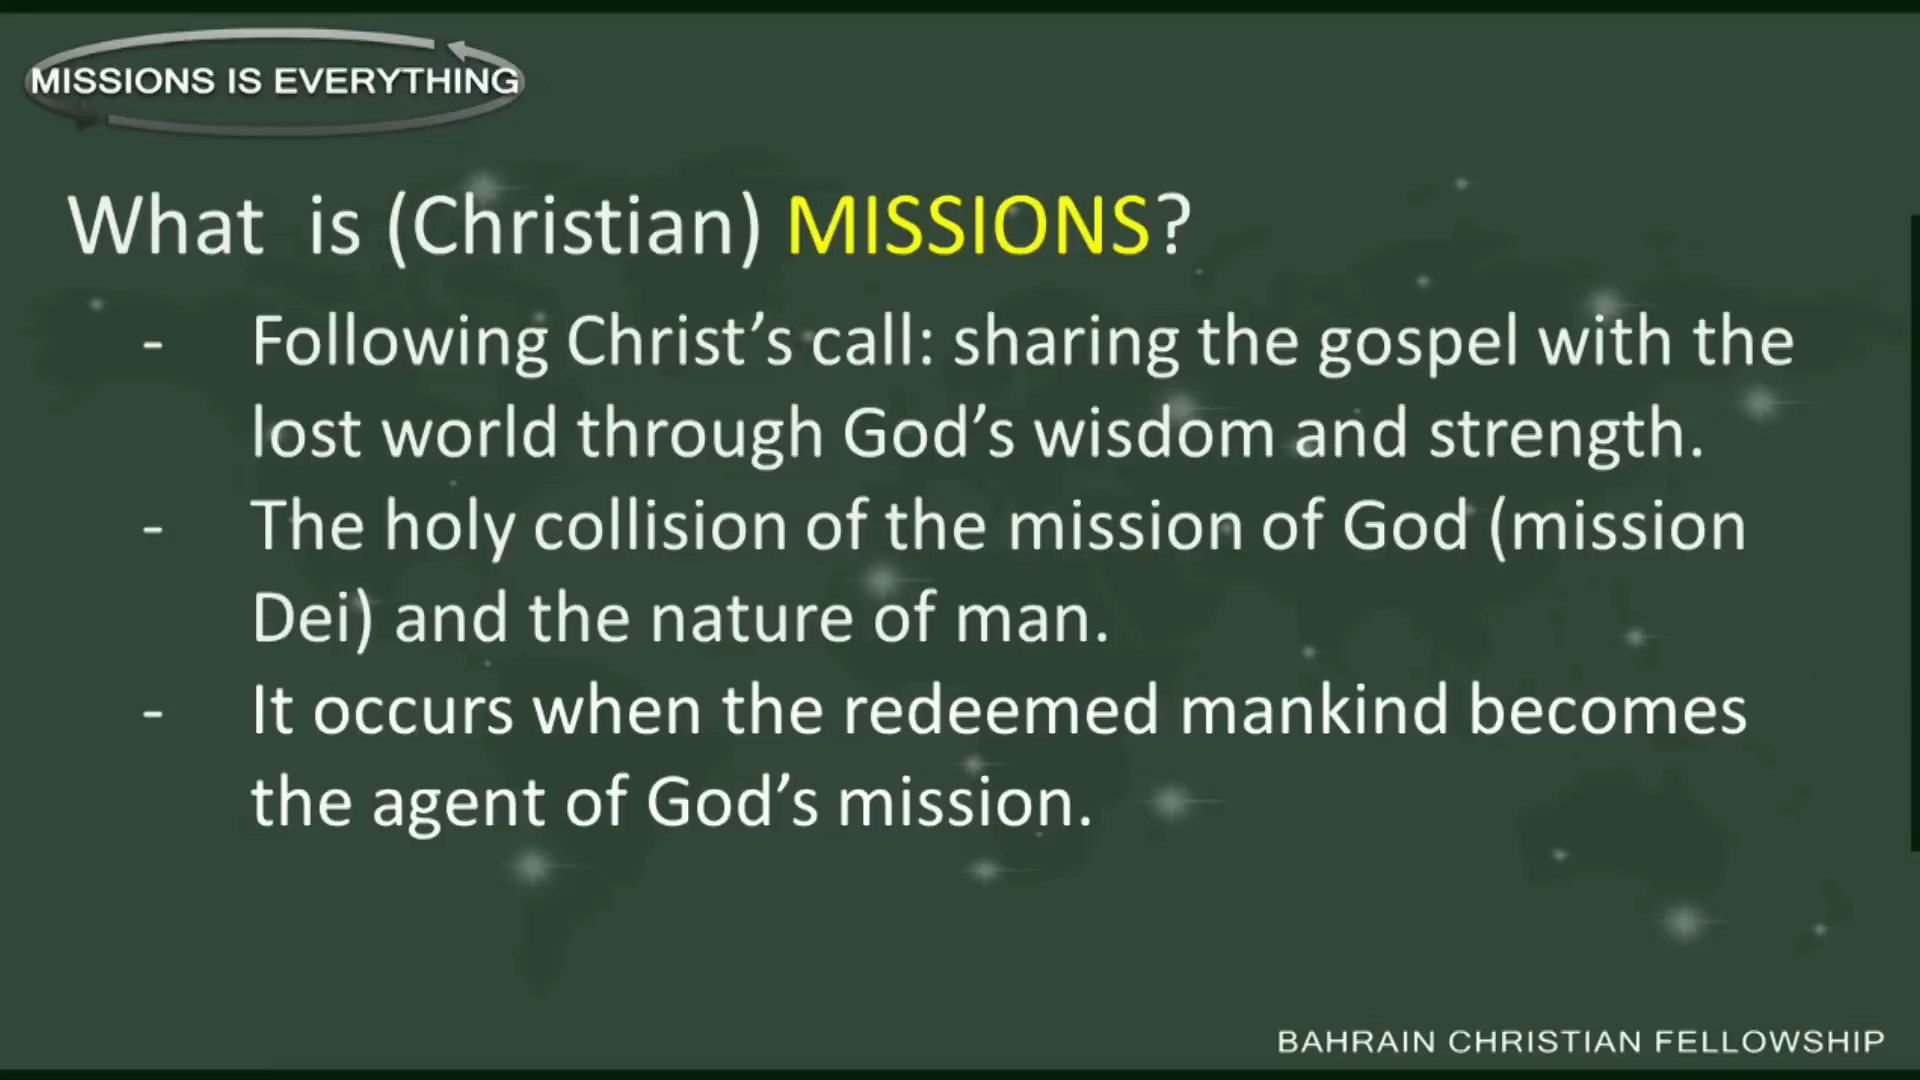 MISSIONS IS EVERYTHING
What is (Christian) MISSIONS?
- Following Christ’s call: sharing the gospel with the
lost world through God’s wisdom and strength.
- The holy collision of the mission of God (mission
Dei) and the nature of man.
- It occurs when the redeemed mankind becomes
the agent of God’s mission.
BAHRAIN CHRISTIAN FELLOWSHIP